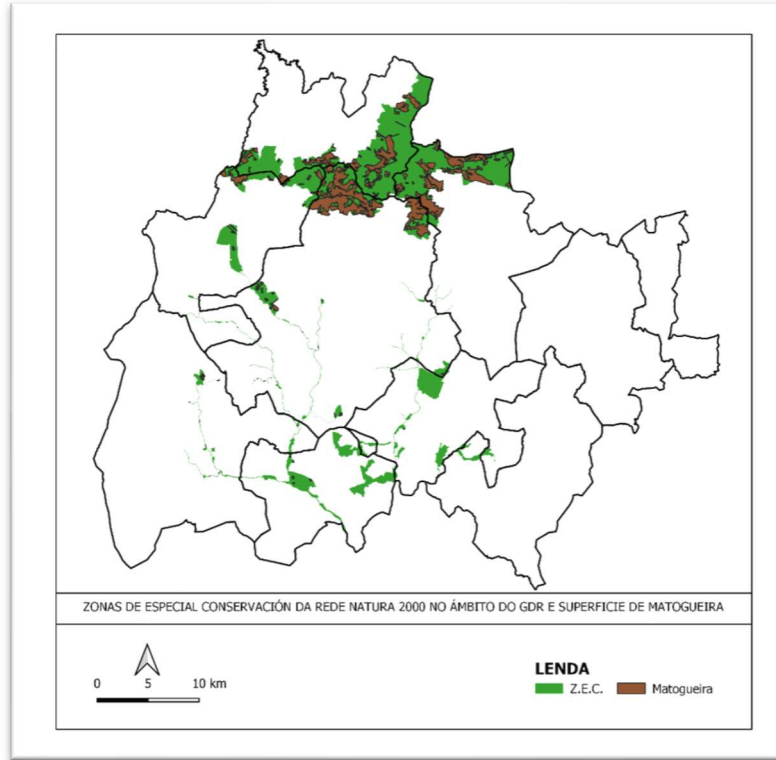 ZONAS DE ESPECIAL CONSERVACIÓN DA REDE NATURA 2000 NO ÁMBITO DO GDR E SUPERFICIE DE MATOGUEIRA
0 5 10 km
LENDA
Z.E.C. Matogueira